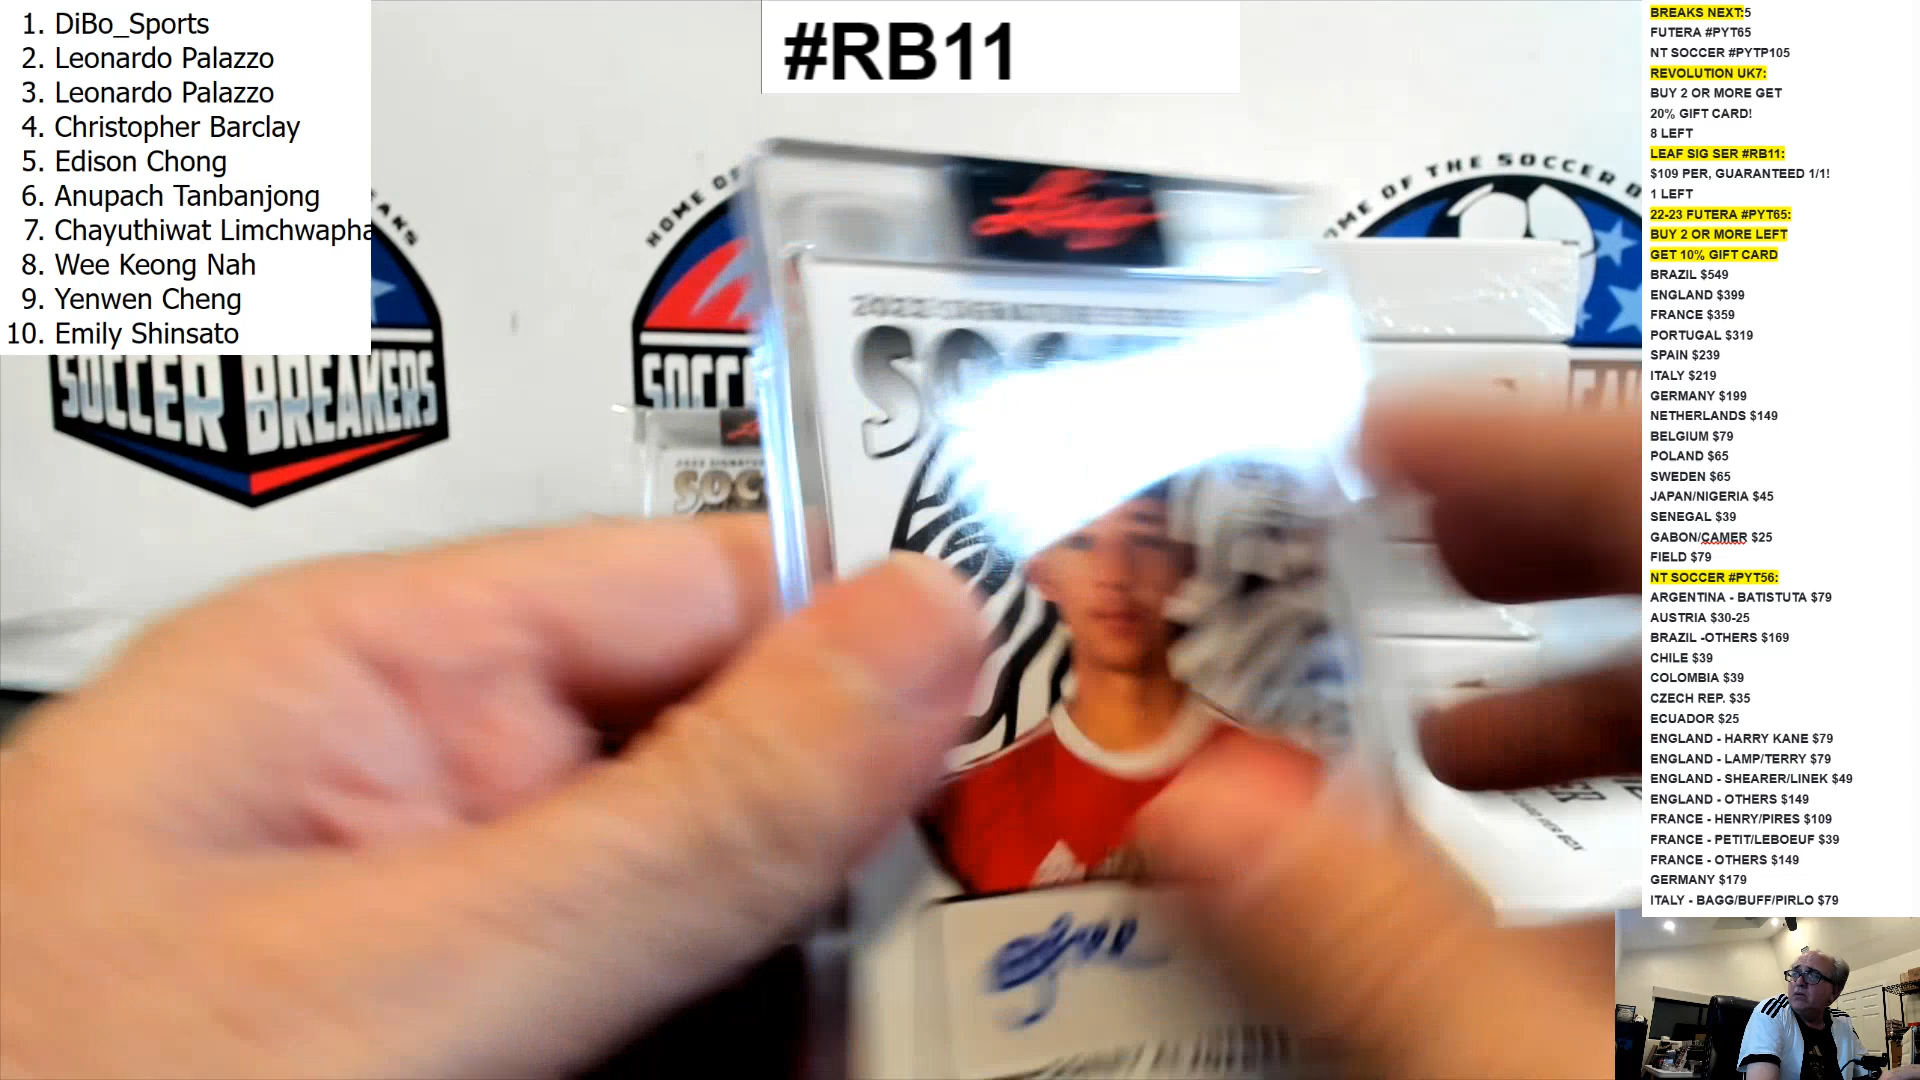 1. DiBo_Sports
2. Leonardo Palazzo
3. Leonardo Palazzo
4. Christopher Barclay
5. Edison Chong
6. Anupach Tanbanjong
7. Chayuthiwat Limchwapha
8. Wee Keong Nah
9. Yenwen Cheng
10. Emily Shinsato
#RB11
BREAKS NEXT:5
FUTERA #PYT65
NT SOCCER #PYTP105
REVOLUTION UK7:
BUY 2 OR MORE GET
20% GIFT CARD!
8 LEFT
LEAF SIG SER #RB11:
$109 PER, GUARANTEED 1/1!
1 LEFT
22-23 FUTERA #PYT65:
BUY 2 OR MORE LEFT
GET 10% GIFT CARD
BRAZIL $549
ENGLAND $399
FRANCE $359
PORTUGAL $319
SPAIN $239
ITALY $219
GERMANY $199
NETHERLANDS $149
BELGIUM $79
POLAND $65
SWEDEN $65
JAPAN/NIGERIA $45
SENEGAL $39
GABON/CAMER $25
FIELD $79
NT SOCCER #PYT56:
ARGENTINA - BATISTUTA $79
AUSTRIA $30-25
BRAZIL -OTHERS $169
CHILE $39
COLOMBIA $39
CZECH REP. $35
ECUADOR $25
ENGLAND - HARRY KANE $79
ENGLAND - LAMP/TERRY $79
ENGLAND - SHEARER/LINEK $49
ENGLAND - OTHERS $149
FRANCE - HENRY/PIRES $109
FRANCE - PETIT/LEBOEUF $39
FRANCE - OTHERS $149
GERMANY $179
ITALY - BAGG/BUFF/PIRLO $79
SOCCER BREAKERS
HOME OF
OME OF THE SOCCER
2022 SIGNATURE
SOC